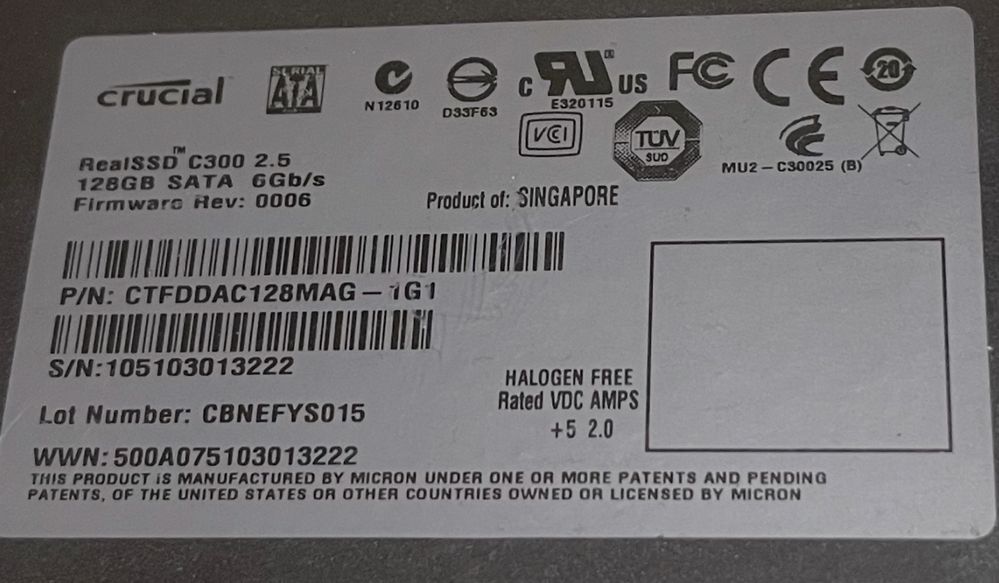 crucial
SERIAL
ATA
N12610
D33F63
C RU US
E320115
FC CE
20
VCI
TÜV
SÜD
MU2-C30025 (B)
RealSSD™ C300 2.5
128GB SATA 6Gb/s
Firmware Rev: 0006
Product of: SINGAPORE
P/N: CTFDDAC128MAG-1G1
S/N:105103013222
Lot Number: CBNEFYS015
HALOGEN FREE
Rated VDC AMPS
+5 2.0
WWN: 500A075103013222
THIS PRODUCT IS MANUFACTURED BY MICRON UNDER ONE OR MORE PATENTS AND PENDING
PATENTS, OF THE UNITED STATES OR OTHER COUNTRIES OWNED OR LICENSED BY MICRON